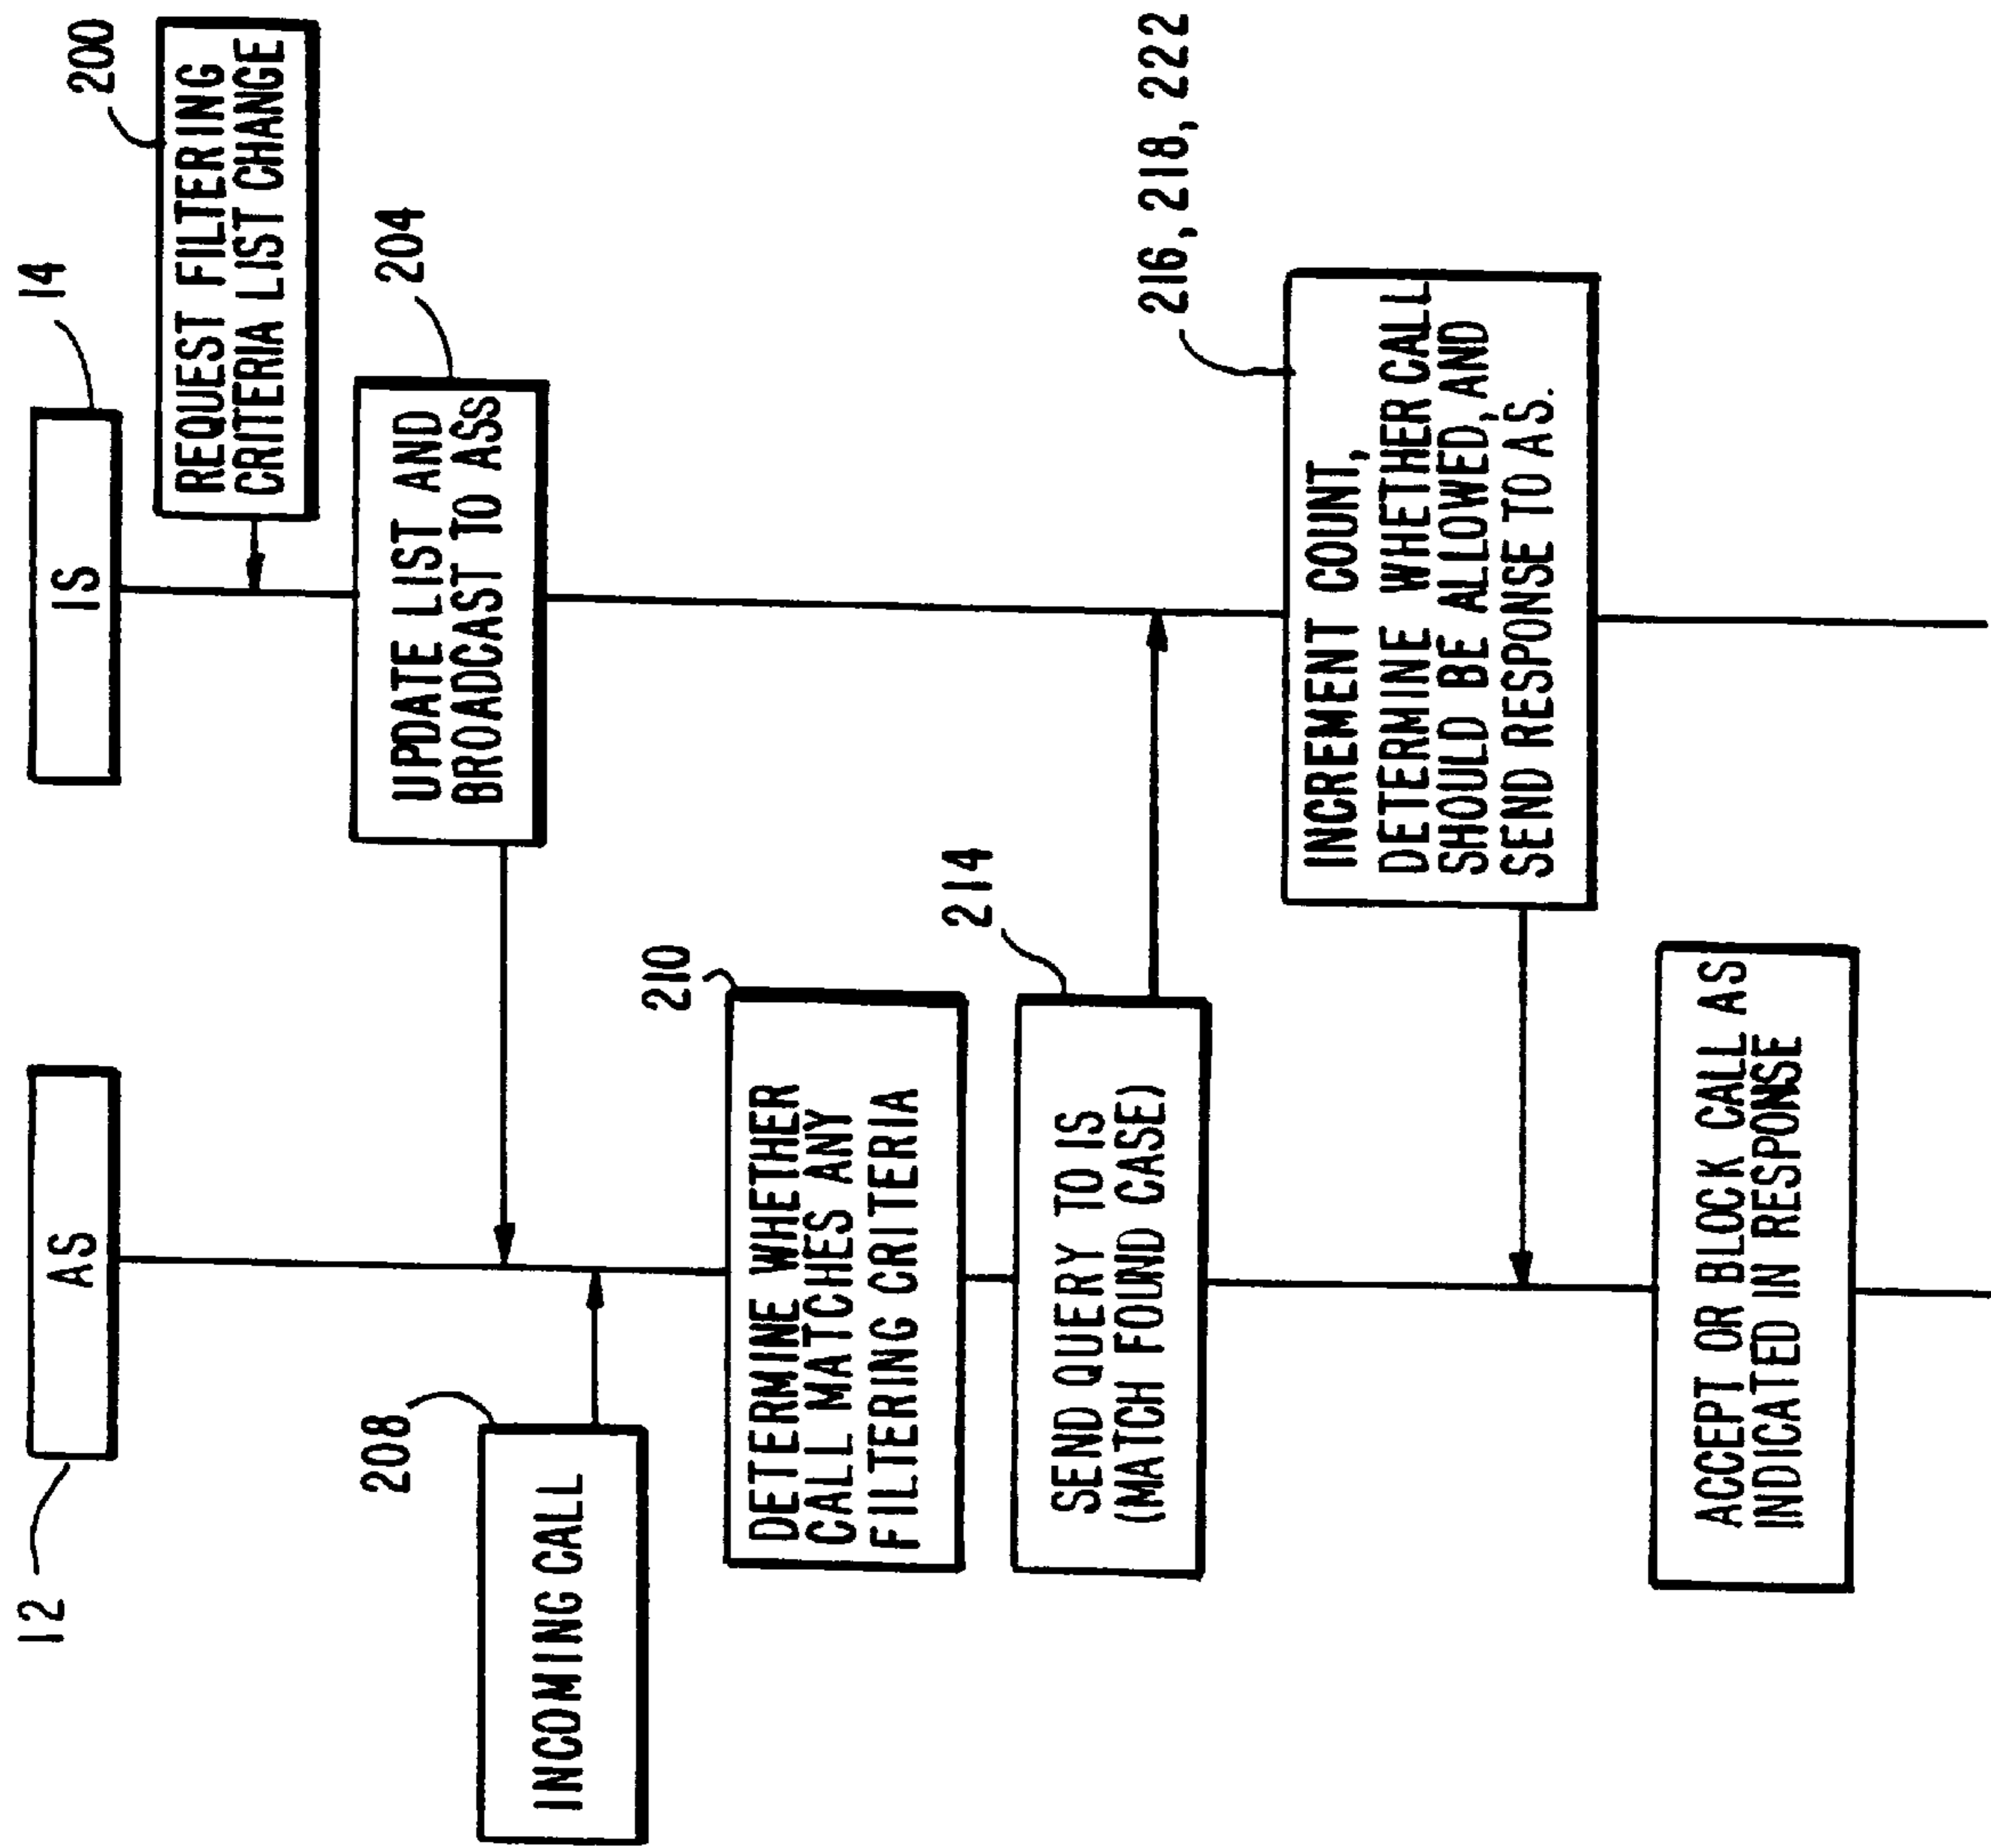 12
AS
IS
14
REQUEST FILTERING
CRITERIA LIST CHANGE
200
UPDATE LIST AND
BROADCAST TO ASS
204
INCOMING CALL
208
DETERMINE WHETHER
CALL MATCHES ANY
FILTERING CRITERIA
210
SEND QUERY TO IS
(MATCH FOUND CASE)
214
INCREMENT COUNT,
DETERMINE WHETHER CALL
SHOULD BE ALLOWED, AND
SEND RESPONSE TO AS.
216, 218, 222
ACCEPT OR BLOCK CALL AS
INDICATED IN RESPONSE